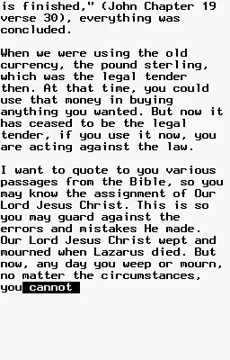 is finished," (John Chapter 19
verse 30), everything was
concluded.
When we were using the old
currency, the pound sterling,
which was the legal tender
then. At that time, you could
use that money in buying
anything you wanted. But now it
has ceased to be the legal
tender, if you use it now, you
are acting against the law.
I want to quote to you various
passages from the Bible, so you
may know the assignment of Our
Lord Jesus Christ. This is so
you may guard against the
errors and mistakes He made.
Our Lord Jesus Christ wept and
mourned when Lazarus died. But
now, any day you weep or mourn,
no matter the circumstances,
you cannot